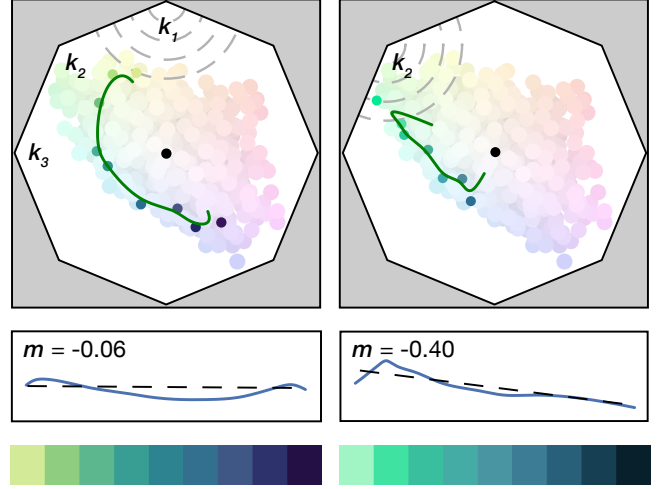 k1
k2
k3
k2
m = -0.06
m = -0.40